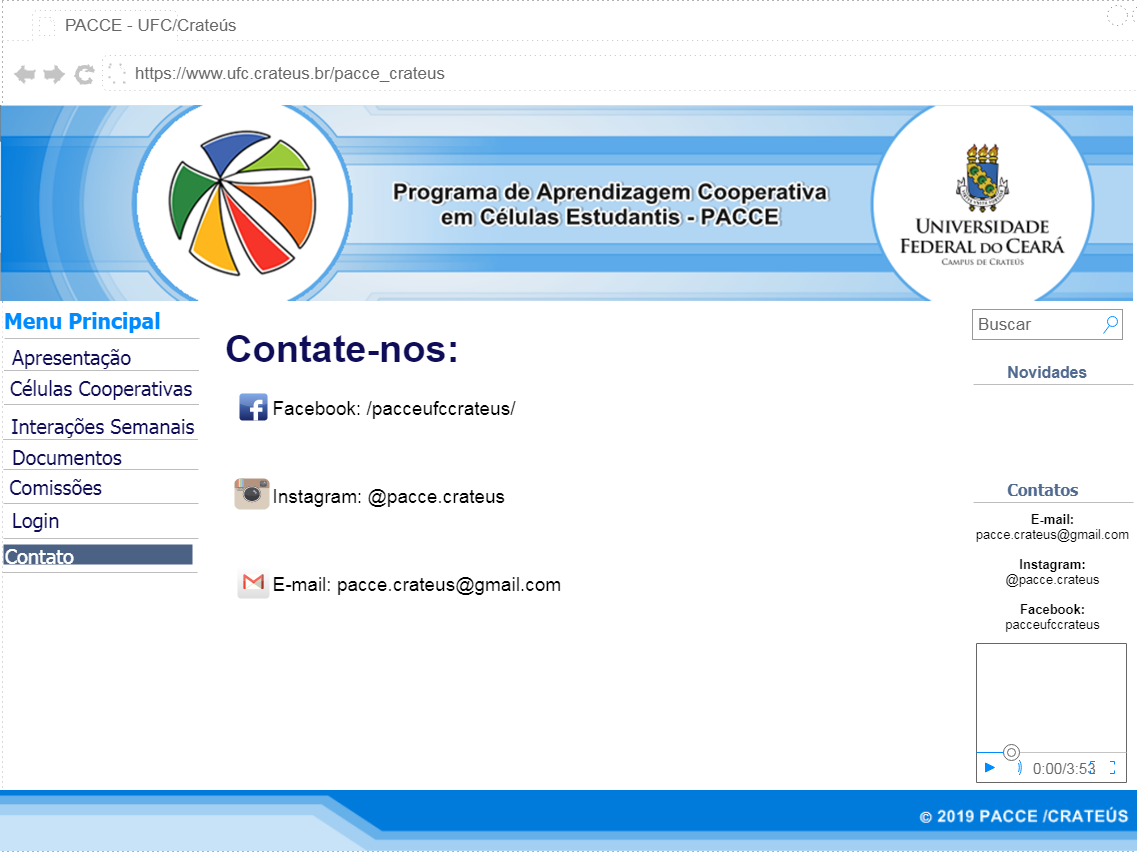 PACCE - UFC/Crateús
https://www.ufc.crateus.br/pacce_crateus
Programa de Aprendizagem Cooperativa
em Células Estudantis - PACCE
UNIVERSIDADE
FEDERAL DO CEARÁ
CAMPUS DE CRATEÚS
Menu Principal
Apresentação
Células Cooperativas
Interações Semanais
Documentos
Comissões
Login
Contato
Contate-nos:
Facebook: /pacceufccrateus/
Instagram: @pacce.crateus
E-mail: pacce.crateus@gmail.com
Buscar
Novidades
Contatos
E-mail:
pacce.crateus@gmail.com
Instagram:
@pacce.crateus
Facebook:
pacceufccrateus
0:00/3:53
© 2019 PACCE /CRATEÚS